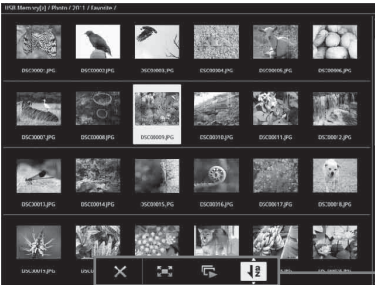 USB Memory[s] / Photo / 2011 / Favorite /
DSC00001.JPG DSC00002.JPG DSC00003.JPG DSC00004.JPG DSC00005.JPG DSC00006.JPG
DSC00007.JPG DSC00008.JPG DSC00009.JPG DSC00010.JPG DSC00011.JPG DSC00012.JPG
DSC00013.JPG DSC00014.JPG DSC00015.JPG DSC00016.JPG DSC00017.JPG DSC00018.JPG
DSC00019.JPG